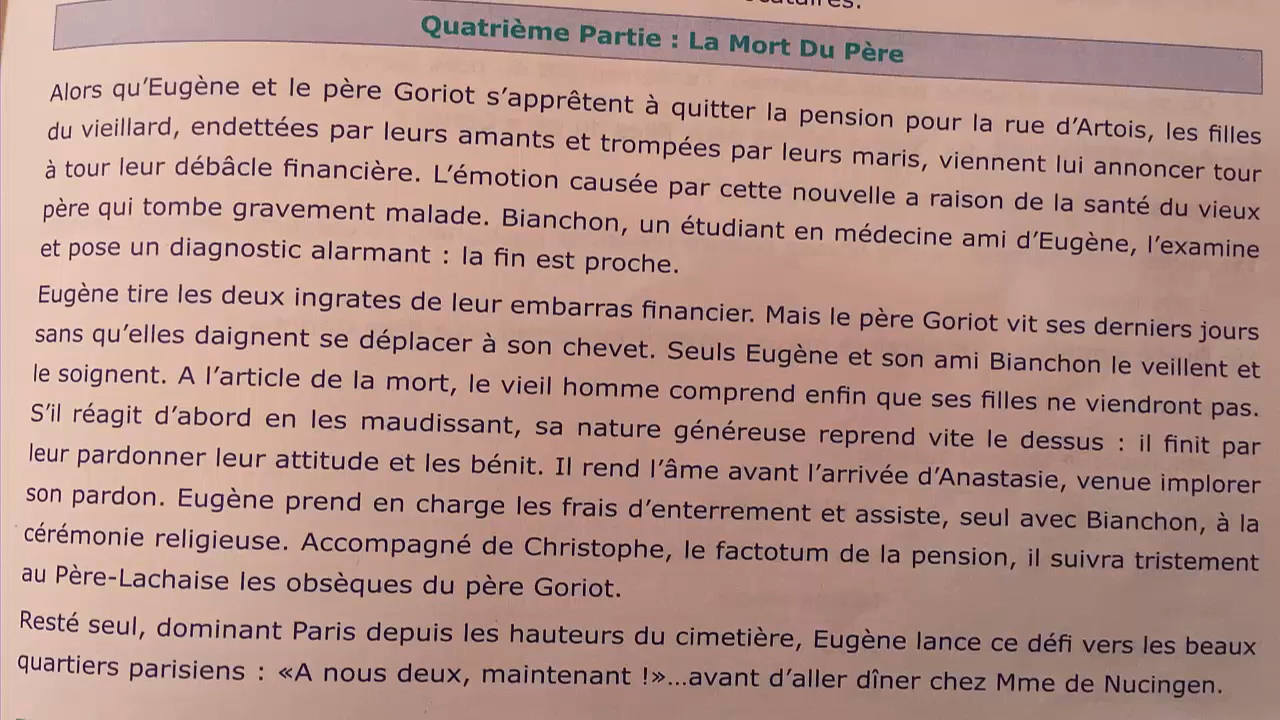 Quatrième Partie : La Mort Du Père
Alors qu'Eugène et le père Goriot s'apprêtent à quitter la pension pour la rue d'Artois, les filles
du vieillard, endettées par leurs amants et trompées par leurs maris, viennent lui annoncer tour
à tour leur débâcle financière. L'émotion causée par cette nouvelle a raison de la santé du vieux
père qui tombe gravement malade. Bianchon, un étudiant en médecine ami d'Eugène, l'examine
et pose un diagnostic alarmant : la fin est proche.
Eugène tire les deux ingrates de leur embarras financier. Mais le père Goriot vit ses derniers jours
sans qu'elles daignent se déplacer à son chevet. Seuls Eugène et son ami Bianchon le veillent et
le soignent. A l'article de la mort, le vieil homme comprend enfin que ses filles ne viendront pas.
S'il réagit d'abord en les maudissant, sa nature généreuse reprend vite le dessus : il finit par
leur pardonner leur attitude et les bénit. Il rend l'âme avant l'arrivée d'Anastasie, venue implorer
son pardon. Eugène prend en charge les frais d'enterrement et assiste, seul avec Bianchon, à la
cérémonie religieuse. Accompagné de Christophe, le factotum de la pension, il suivra tristement
au Père-Lachaise les obsèques du père Goriot.
Resté seul, dominant Paris depuis les hauteurs du cimetière, Eugène lance ce défi vers les beaux
quartiers parisiens : «A nous deux, maintenant !»...avant d'aller dîner chez Mme de Nucingen.